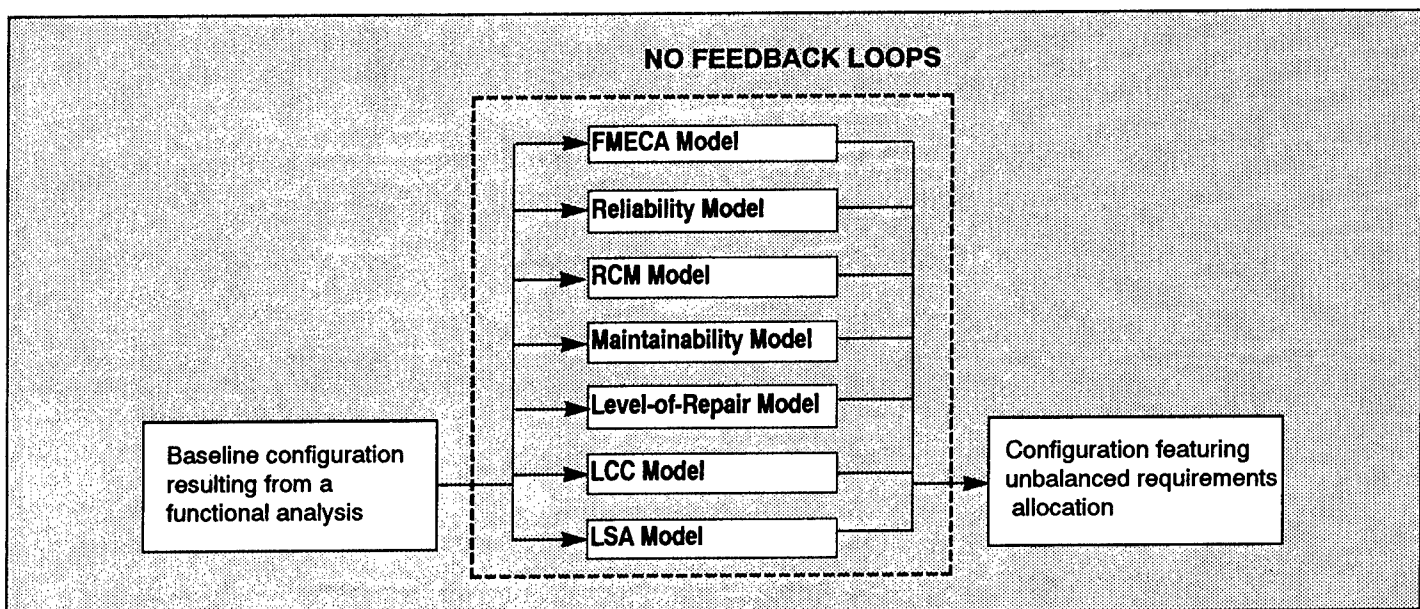 NO FEEDBACK LOOPS
FMECA Model
Reliability Model
RCM Model
Maintainability Model
Level-of-Repair Model
LCC Model
LSA Model
Baseline configuration
resulting from a
functional analysis
Configuration featuring
unbalanced requirements
allocation